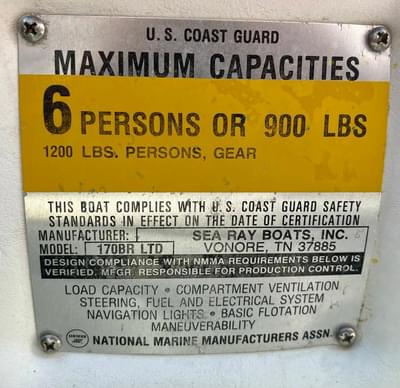 U.S. COAST GUARD
MAXIMUM CAPACITIES
6 PERSONS OR 900 LBS
1200 LBS. PERSONS, GEAR
THIS BOAT COMPLIES WITH U.S. COAST GUARD SAFETY
STANDARDS IN EFFECT ON THE DATE OF CERTIFICATION
MANUFACTURER: SEA RAY BOATS, INC.
MODEL: 170BR LTD VONORE, TN 37885
DESIGN COMPLIANCE WITH NMMA REQUIREMENTS BELOW IS
VERIFIED. MFGR. RESPONSIBLE FOR PRODUCTION CONTROL.
LOAD CAPACITY • COMPARTMENT VENTILATION
STEERING, FUEL AND ELECTRICAL SYSTEM
NAVIGATION LIGHTS • BASIC FLOTATION
MANEUVERABILITY
NATIONAL MARINE MANUFACTURERS ASSN.